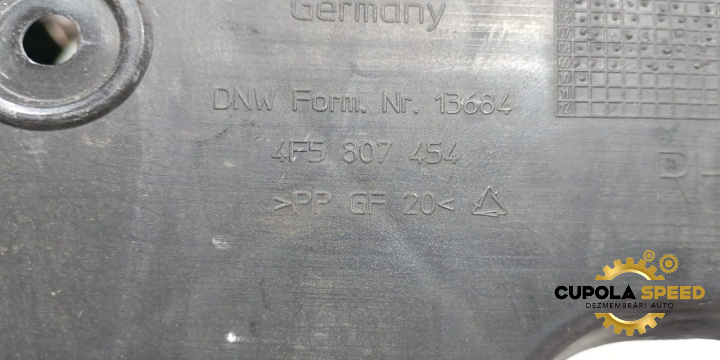 Germany
DNW Form. Nr. 13684
4F5 807 454
>PP GF 20<
CUPOLA SPEED
DEZMEMBRĂRI AUTO